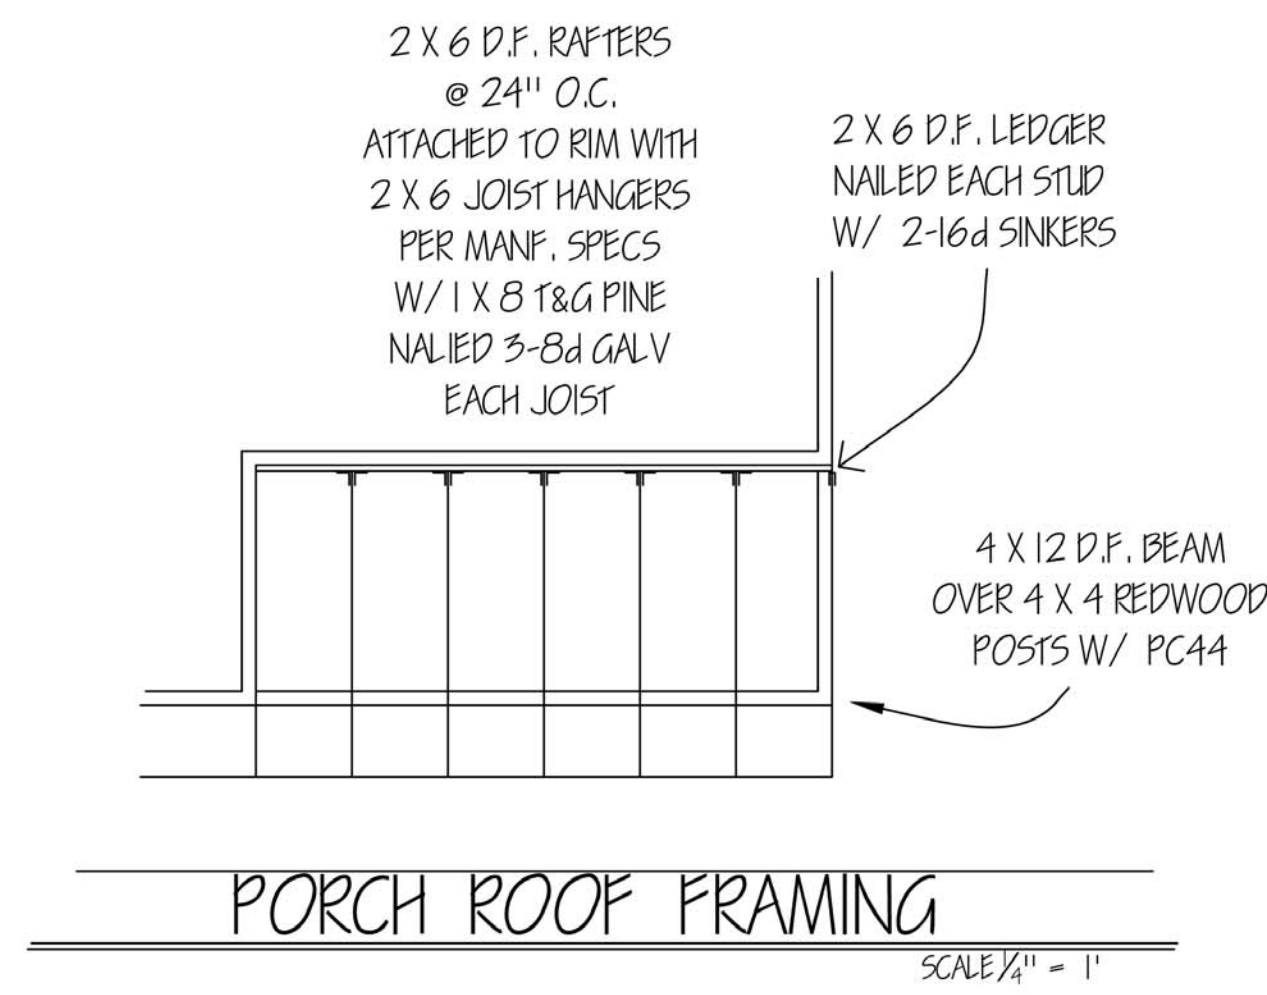 2 X 6 D.F. RAFTERS
@ 24" O.C.
ATTACHED TO RIM WITH
2 X 6 JOIST HANGERS
PER MANF. SPECS
W/ 1 X 8 T&G PINE
NALIED 3-8d GALV
EACH JOIST
2 X 6 D.F. LEDGER
NAILED EACH STUD
W/ 2-16d SINKERS
4 X 12 D.F. BEAM
OVER 4 X 4 REDWOOD
POSTS W/ PC44
PORCH ROOF FRAMING
SCALE 1/4" = 1'